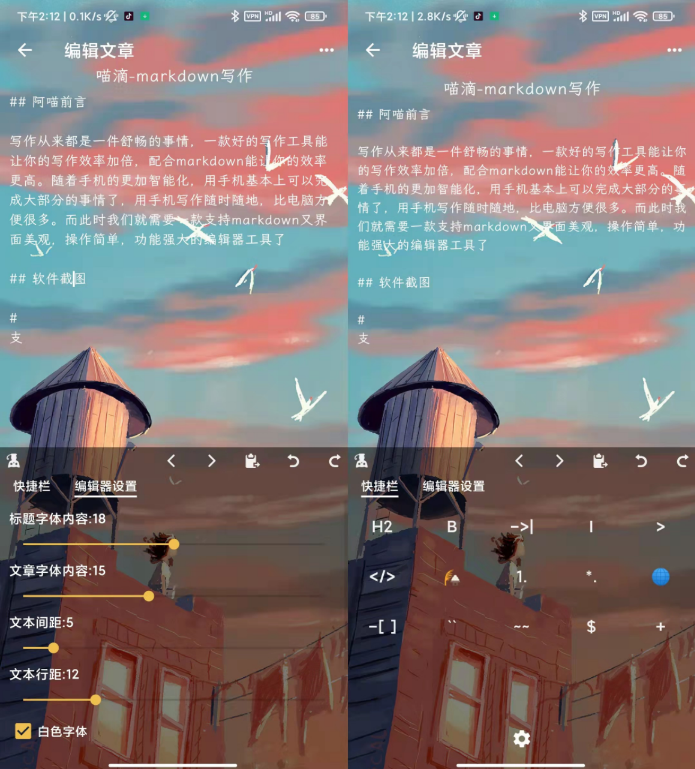 下午2:12 | 0.1K/s
VPN
HD
85
编辑文章
喵滴-markdown写作
## 阿喵前言
写作从来都是一件舒畅的事情，一款好的写作工具能
让你的写作效率加倍，配合markdown能让你的效率
更高。随着手机的更加智能化，用手机基本上可以完
成大部分的事情了，用手机写作随时随地，比电脑方
便很多。而此时我们就需要一款支持markdown又界
面美观，操作简单，功能强大的编辑器工具了
## 软件截图
#
支
快捷栏 编辑器设置
标题字体内容:18
文章字体内容:15
文本间距:5
文本行距:12
白色字体
下午2:12 | 2.8K/s
VPN
HD
85
编辑文章
喵滴-markdown写作
## 阿喵前言
写作从来都是一件舒畅的事情，一款好的写作工具能让你
的写作效率加倍，配合markdown能让你的效率更高。随
着手机的更加智能化，用手机基本上可以完成大部分的事
情了，用手机写作随时随地，比电脑方便很多。而此时我
们就需要一款支持markdown又界面美观，操作简单，功
能强大的编辑器工具了
## 软件截图
#
支
快捷栏 编辑器设置
H2 B ->| I >
</> 1. *.
-[ ] `` ~~ $ +